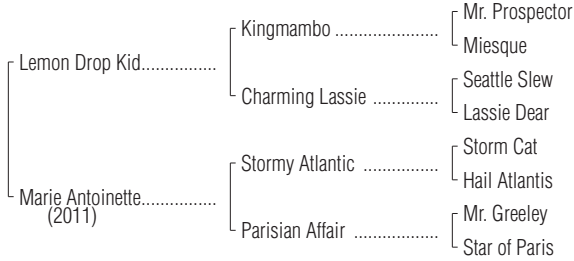 Mr. Prospector
Kingmambo ......................
Miesque
Lemon Drop Kid................
Seattle Slew
Charming Lassie ..............
Lassie Dear
Storm Cat
Stormy Atlantic ................
Hail Atlantis
Marie Antoinette................
(2011)
Mr. Greeley
Parisian Affair ..................
Star of Paris